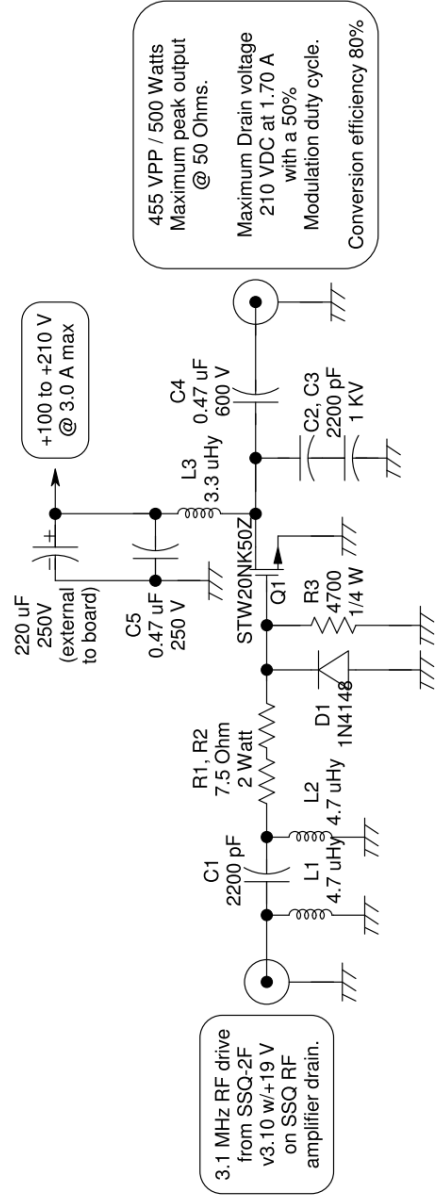 3.1 MHz RF drive
from SSQ-2F
v3.10 w/+19 V
on SSQ RF
amplifier drain.
L1
4.7 uHy
C1
2200 pF
L2
4.7 uHy
R1, R2
7.5 Ohm
2 Watt
D1
1N4148
R3
4700
1/4 W
Q1
STW20NK50Z
220 uF
250V
(external
to board)
− +
C5
0.47 uF
250 V
+100 to +210 V
@ 3.0 A max
L3
3.3 uHy
C4
0.47 uF
600 V
C2, C3
2200 pF
1 KV
455 VPP / 500 Watts
Maximum peak output
@ 50 Ohms.
Maximum Drain voltage
210 VDC at 1.70 A
with a 50%
Modulation duty cycle.
Conversion efficiency 80%